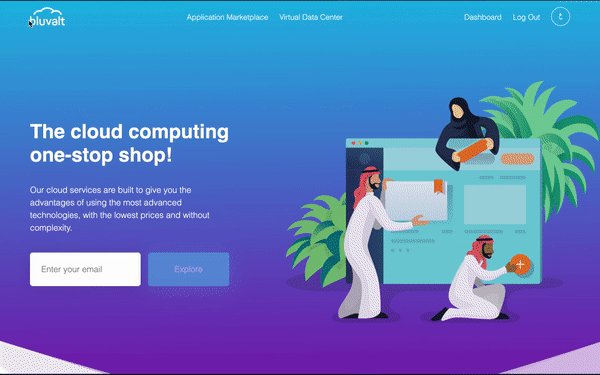 bluvalt
Application Marketplace
Virtual Data Center
Dashboard
Log Out
ع
The cloud computing
one-stop shop!
Our cloud services are built to give you the
advantages of using the most advanced
technologies, with the lowest prices and without
complexity.
Enter your email
Explore